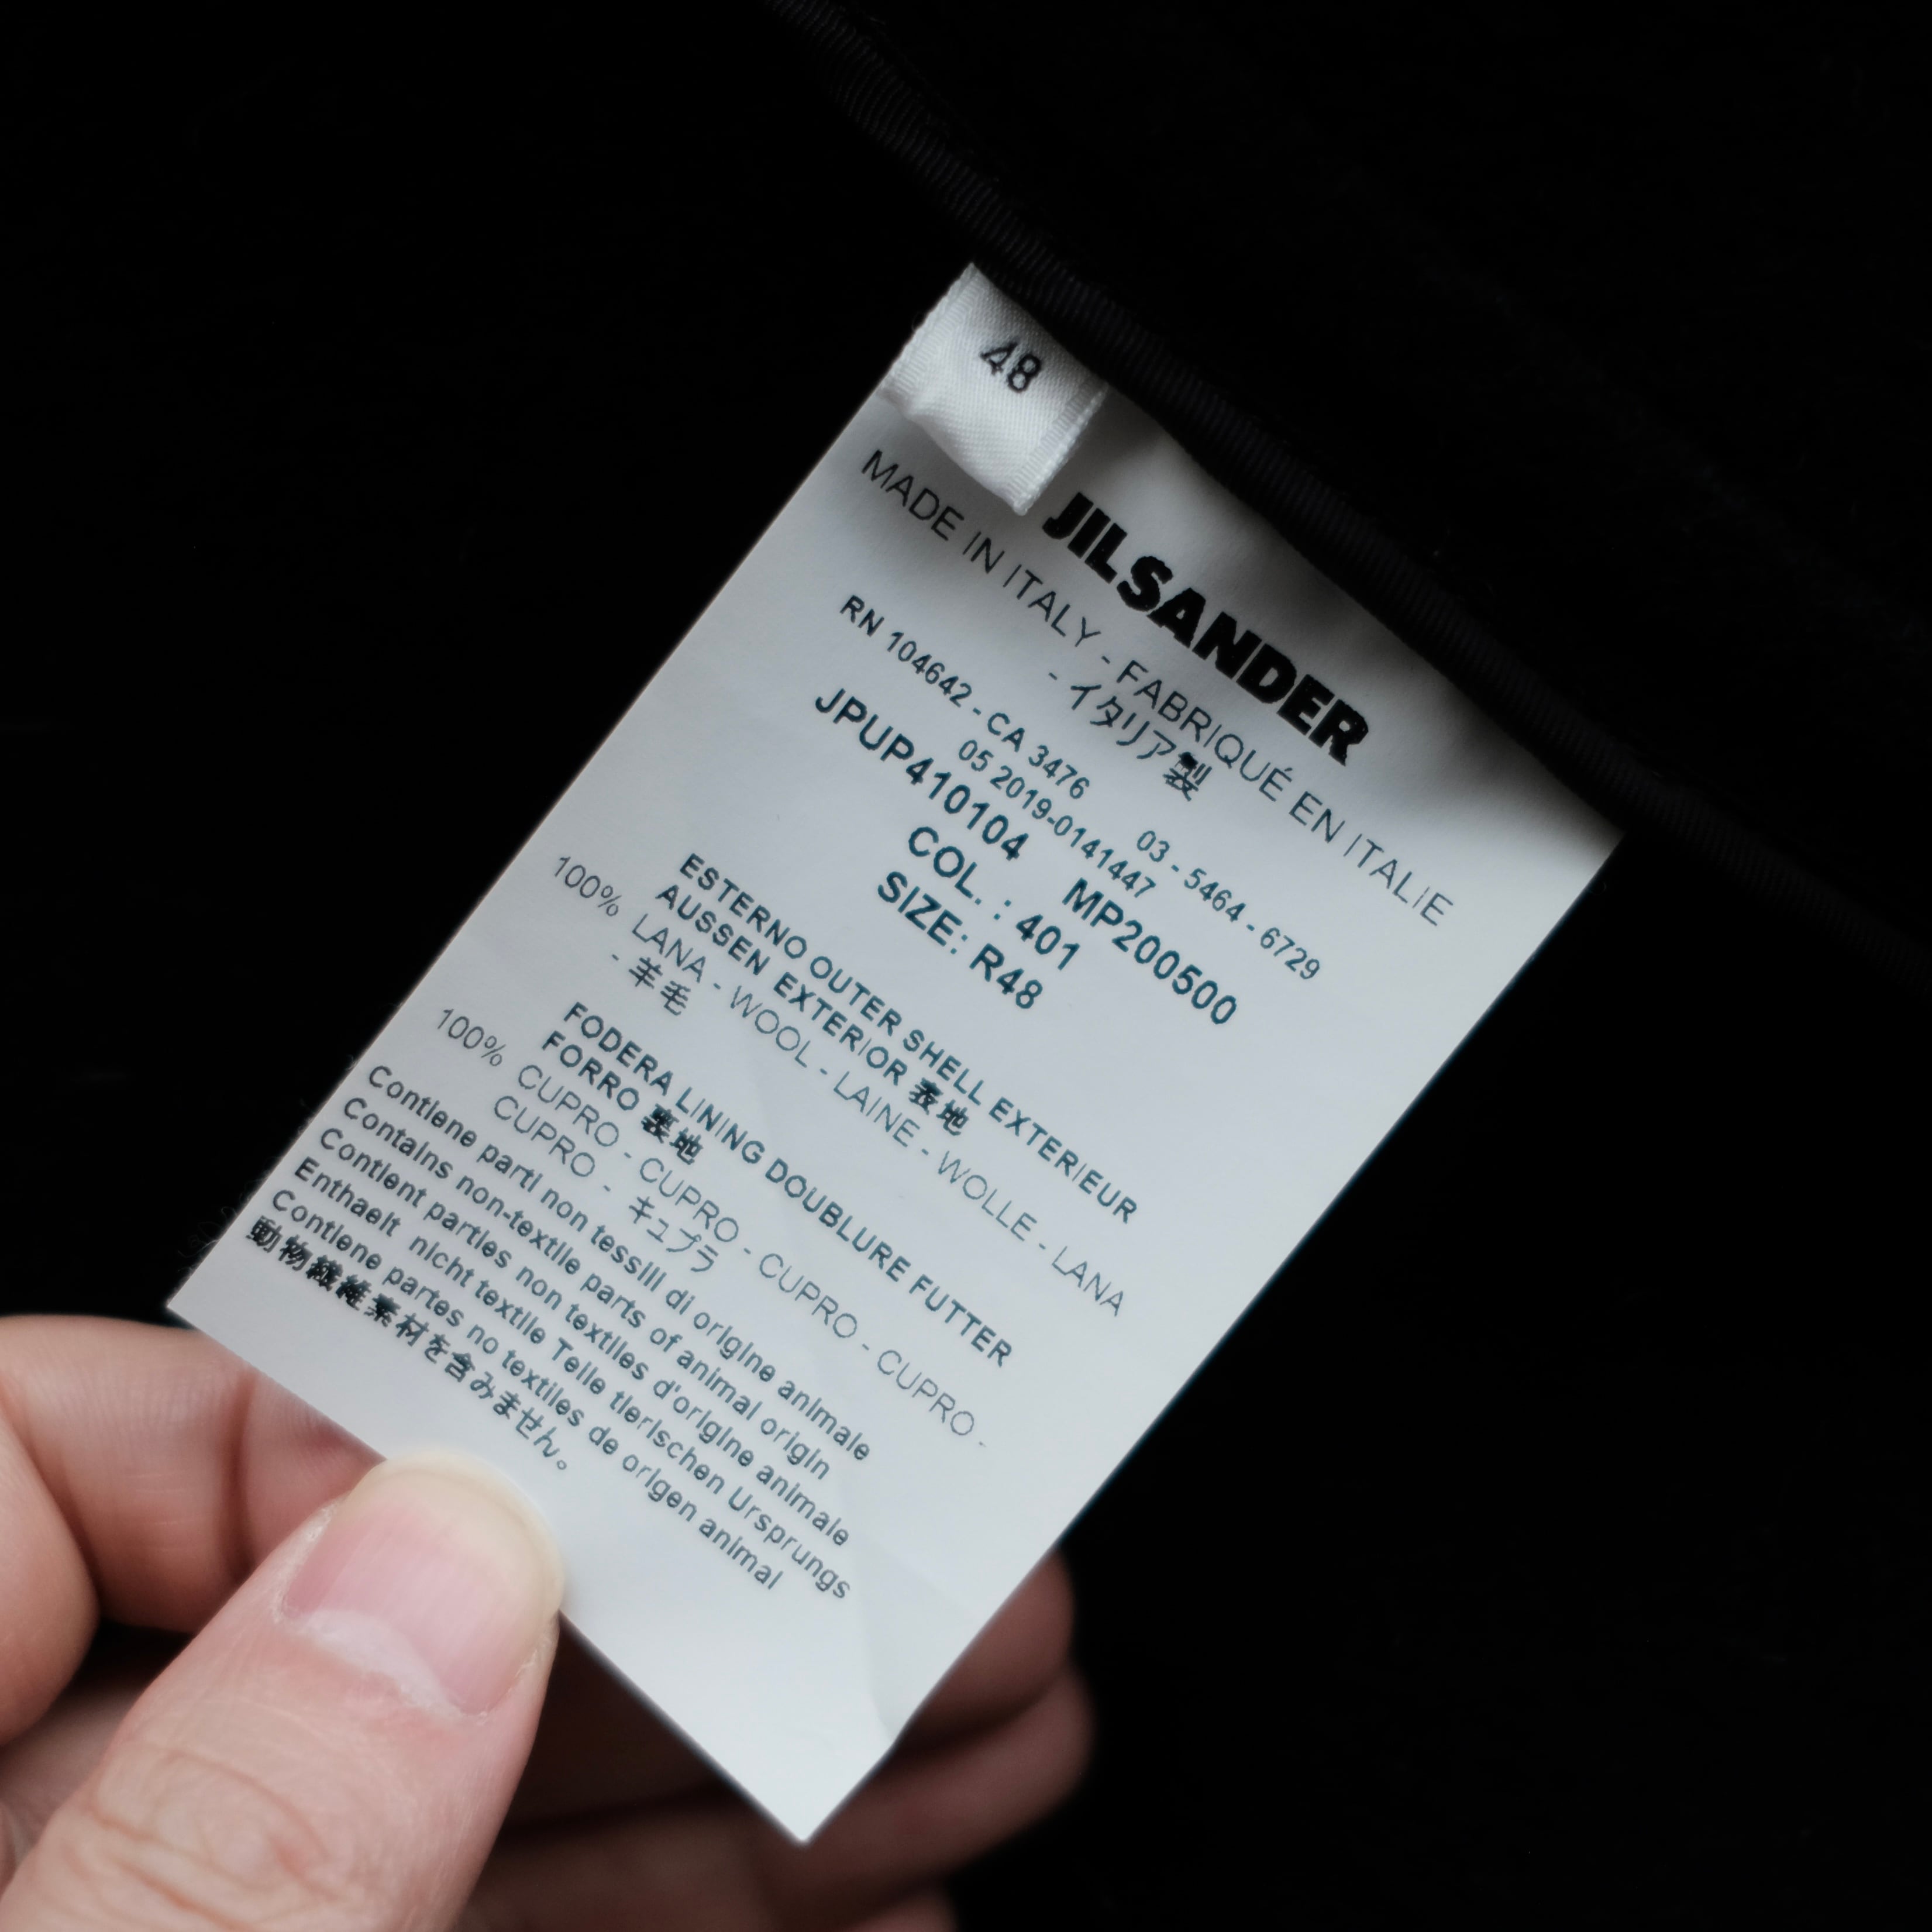 48
JILSANDER
MADE IN ITALY - FABRIQUÉ EN ITALIE
- イタリア製
RN 104642 - CA 3476 03 - 5464 - 6729
05 2019-0141447
JPUP410104 MP200500
COL. : 401
SIZE: R48
ESTERNO OUTER SHELL EXTERIEUR
AUSSEN EXTERIOR 表地
100% LANA - WOOL - LAINE - WOLLE - LANA
- 羊毛
FODERA LINING DOUBLURE FUTTER
FORRO 裏地
100% CUPRO - CUPRO - CUPRO - CUPRO -
CUPRO - キュプラ
Contiene parti non tessili di origine animale
Contains non-textile parts of animal origin
Contient parties non textiles d'origine animale
Enthaelt nicht textile Teile tierischen Ursprungs
Contiene partes no textiles de origen animal
動物繊維素材を含みません。